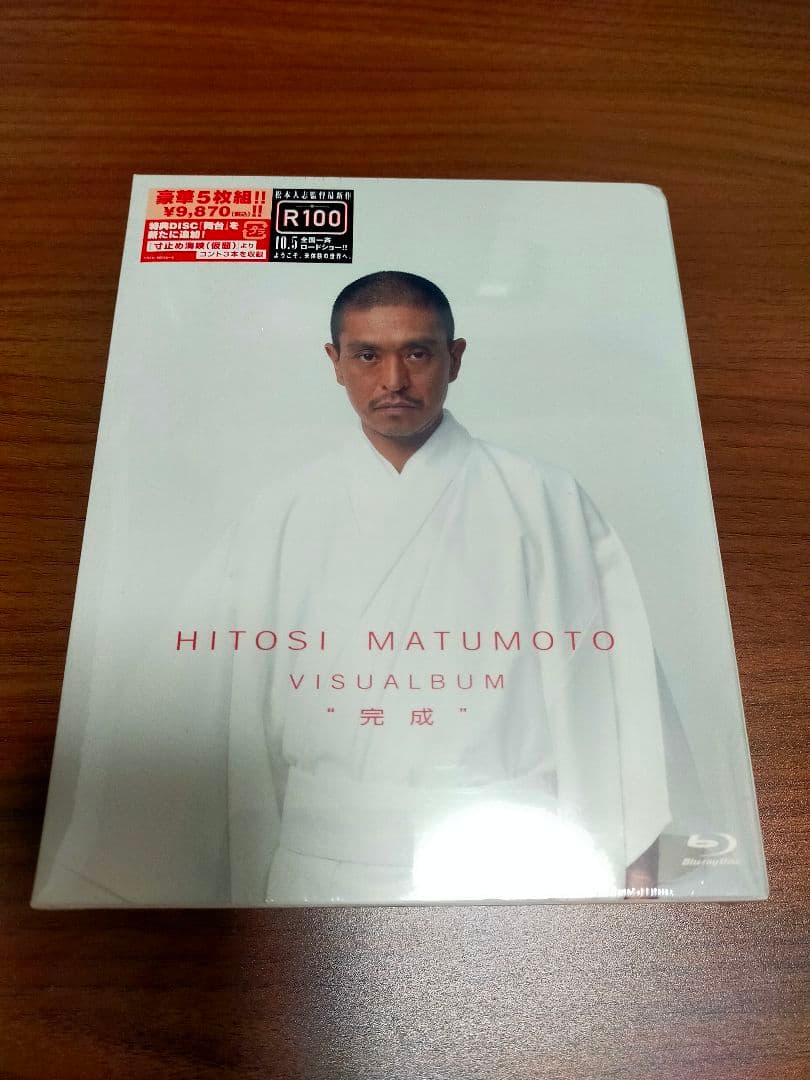 豪華5枚組!!
¥9,870(税込)!!
特典DISC「舞台」を
新たに追加!
『寸止め海峡(仮題)』より
コント3本を収録
松本人志監督最新作
R100
10.5 全国一斉
ロードショー!!
ようこそ、未体験の世界へ。
HITOSI MATUMOTO
VISUALBUM
“完成”
Blu-ray Disc